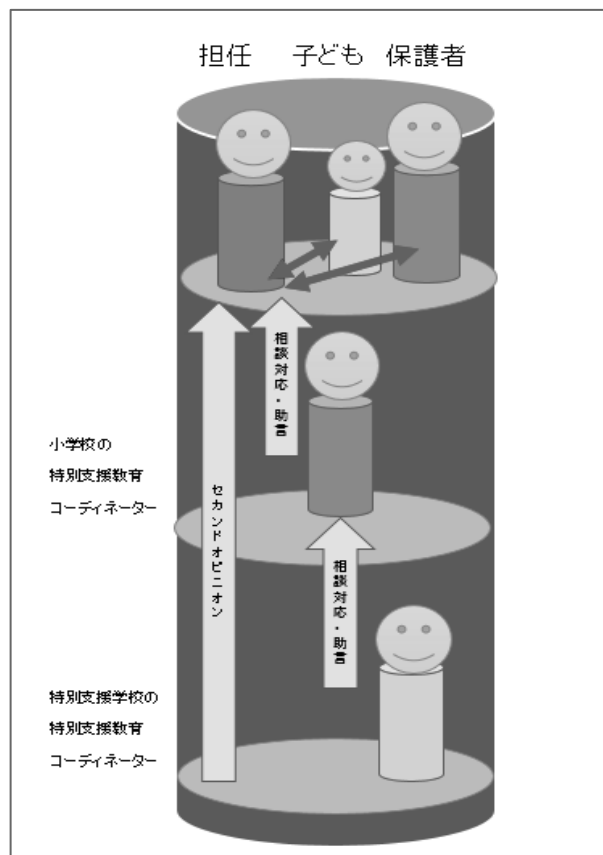 担任 子ども 保護者
相談対応・助言
小学校の
特別支援教育
コーディネーター
セカンドオピニオン
相談対応・助言
特別支援学校の
特別支援教育
コーディネーター